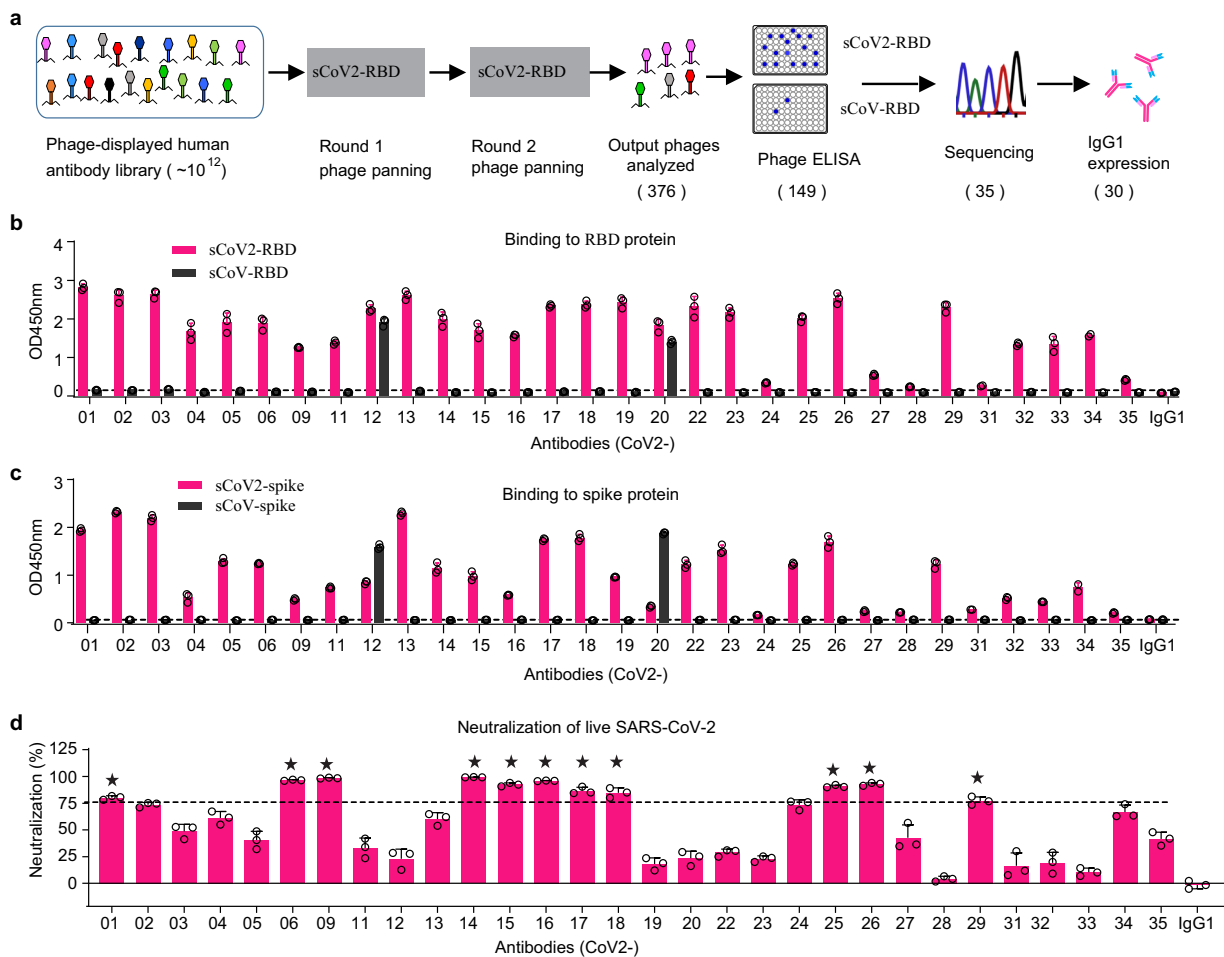 a
sCoV2-RBD
sCoV2-RBD
sCoV2-RBD
sCoV-RBD
Phage-displayed human
antibody library ( ~10^12)
Round 1
phage panning
Round 2
phage panning
Output phages
analyzed
( 376 )
Phage ELISA
( 149 )
Sequencing
( 35 )
IgG1
expression
( 30 )
b
Binding to RBD protein
sCoV2-RBD
sCoV-RBD
OD450nm
4
3
2
1
0
01 02 03 04 05 06 09 11 12 13 14 15 16 17 18 19 20 22 23 24 25 26 27 28 29 31 32 33 34 35 IgG1
Antibodies (CoV2-)
c
Binding to spike protein
sCoV2-spike
sCoV-spike
OD450nm
3
2
1
0
01 02 03 04 05 06 09 11 12 13 14 15 16 17 18 19 20 22 23 24 25 26 27 28 29 31 32 33 34 35 IgG1
Antibodies (CoV2-)
d
Neutralization of live SARS-CoV-2
Neutralization (%)
125
100
75
50
25
0
01 02 03 04 05 06 09 11 12 13 14 15 16 17 18 19 20 22 23 24 25 26 27 28 29 31 32 33 34 35 IgG1
Antibodies (CoV2-)